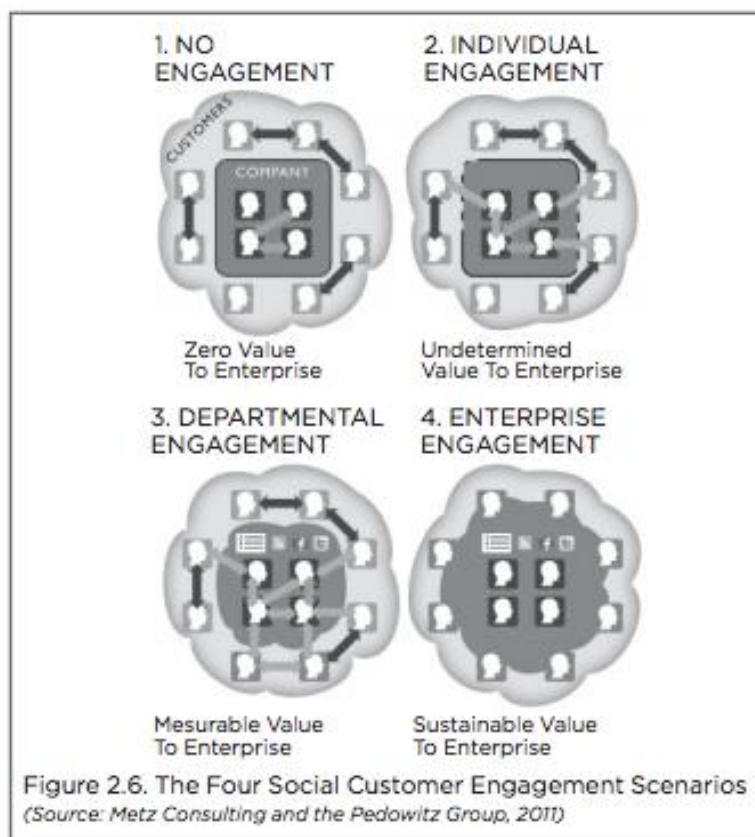 1. NO
ENGAGEMENT
CUSTOMERS
COMPANT
Zero Value
To Enterprise
2. INDIVIDUAL
ENGAGEMENT
Undetermined
Value To Enterprise
3. DEPARTMENTAL
ENGAGEMENT
Mesurable Value
To Enterprise
4. ENTERPRISE
ENGAGEMENT
Sustainable Value
To Enterprise
Figure 2.6. The Four Social Customer Engagement Scenarios
(Source: Metz Consulting and the Pedowitz Group, 2011)